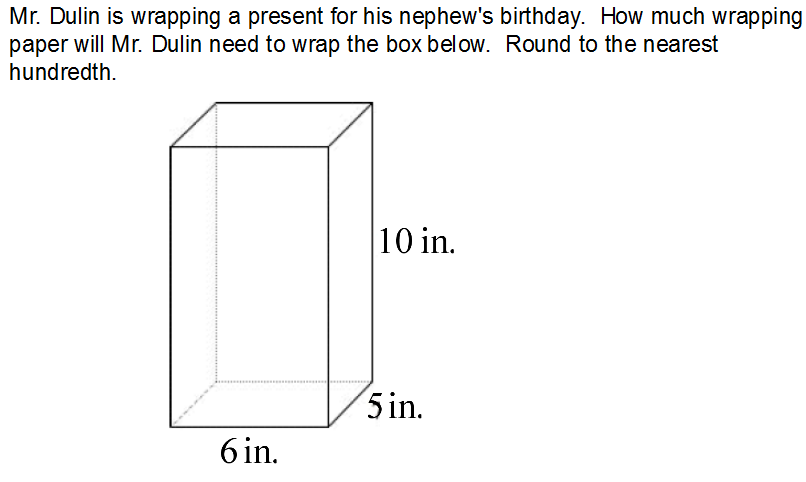 Mr. Dulin is wrapping a present for his nephew's birthday.  How much wrapping
paper will Mr. Dulin need to wrap the box below.  Round to the nearest
hundredth.
10 in.
5 in.
6 in.